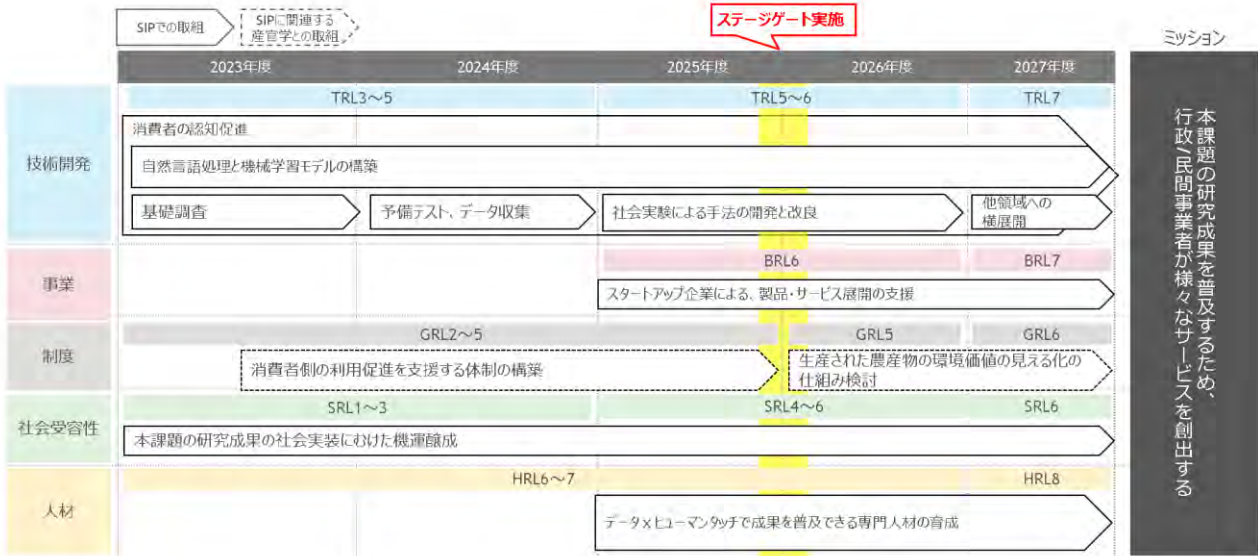 SIPでの取組
SIPに関連する
産官学との取組
ステージゲート実施
ミッション
2023年度
2024年度
2025年度
2026年度
2027年度
技術開発
TRL3～5
TRL5～6
TRL7
消費者の認知促進
自然言語処理と機械学習モデルの構築
基礎調査
予備テスト、データ収集
社会実験による手法の開発と改良
他領域への
横展開
事業
BRL6
BRL7
スタートアップ企業による、製品・サービス展開の支援
制度
GRL2～5
GRL5
GRL6
消費者側の利用促進を支援する体制の構築
生産された農産物の環境価値の見える化の
仕組み検討
社会受容性
SRL1～3
SRL4～6
SRL6
本課題の研究成果の社会実装にむけた機運醸成
人材
HRL6～7
HRL8
データxヒューマンタッチで成果を普及できる専門人材の育成
本課題の研究成果を普及するため、
行政/民間事業者が様々なサービスを創出する